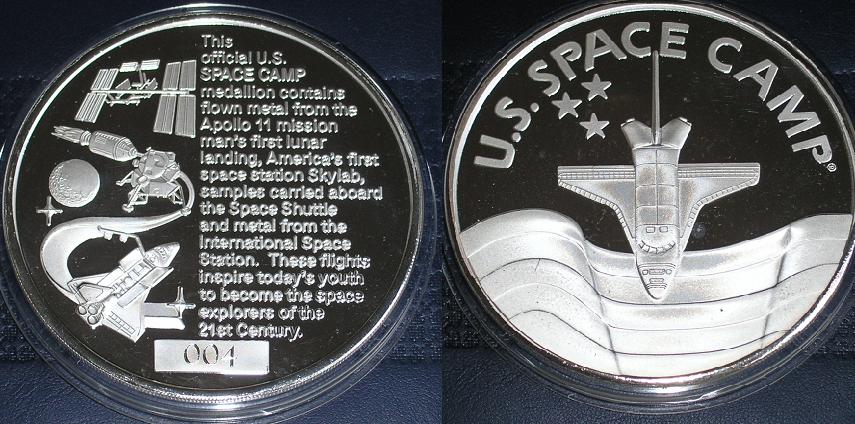 This
official U.S.
SPACE CAMP
medallion contains
flown metal from the
Apollo 11 mission
man's first lunar
landing, America's first
space station Skylab,
samples carried aboard
the Space Shuttle
and metal from the
International Space
Station. These flights
inspire today's youth
to become the space
explorers of the
21st Century.
004
U.S. SPACE CAMP®